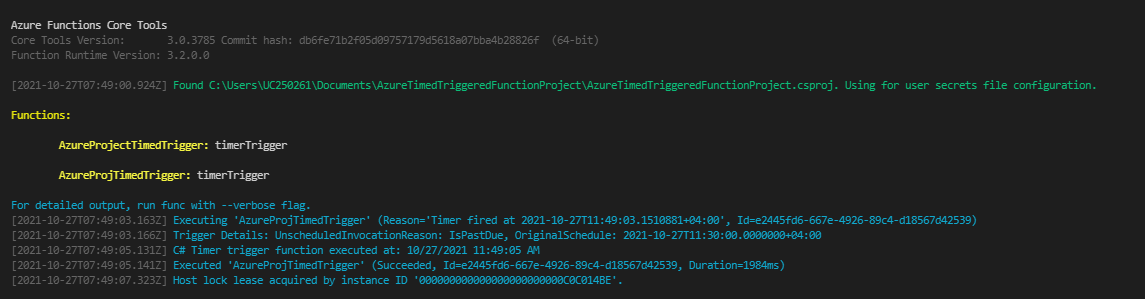 Azure Functions Core Tools
Core Tools Version:       3.0.3785 Commit hash: db6fe71b2f05d09757179d5618a07bba4b28826f  (64-bit)
Function Runtime Version: 3.2.0.0
[2021-10-27T07:49:00.924Z] Found C:\Users\UC250261\Documents\AzureTimedTriggeredFunctionProject\AzureTimedTriggeredFunctionProject.csproj. Using for user secrets file configuration.
Functions:
AzureProjectTimedTrigger: timerTrigger
AzureProjTimedTrigger: timerTrigger
For detailed output, run func with --verbose flag.
[2021-10-27T07:49:03.163Z] Executing 'AzureProjTimedTrigger' (Reason='Timer fired at 2021-10-27T11:49:03.1510881+04:00', Id=e2445fd6-667e-4926-89c4-d18567d42539)
[2021-10-27T07:49:03.166Z] Trigger Details: UnscheduledInvocationReason: IsPastDue, OriginalSchedule: 2021-10-27T11:30:00.0000000+04:00
[2021-10-27T07:49:05.131Z] C# Timer trigger function executed at: 10/27/2021 11:49:05 AM
[2021-10-27T07:49:05.141Z] Executed 'AzureProjTimedTrigger' (Succeeded, Id=e2445fd6-667e-4926-89c4-d18567d42539, Duration=1984ms)
[2021-10-27T07:49:07.323Z] Host lock lease acquired by instance ID '000000000000000000000000C0C014BE'.